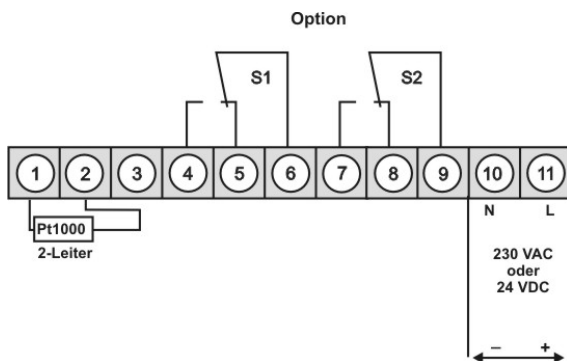 Option
S1 S2
1 2 3 4 5 6 7 8 9 10 11
N L
Pt1000
2-Leiter
230 VAC
oder
24 VDC
– +